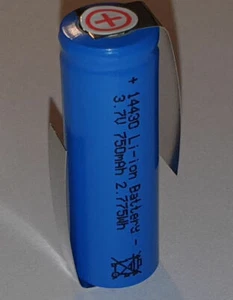 + 14430 Li-ion Battery -
3.7V 750mAh 2.775Wh